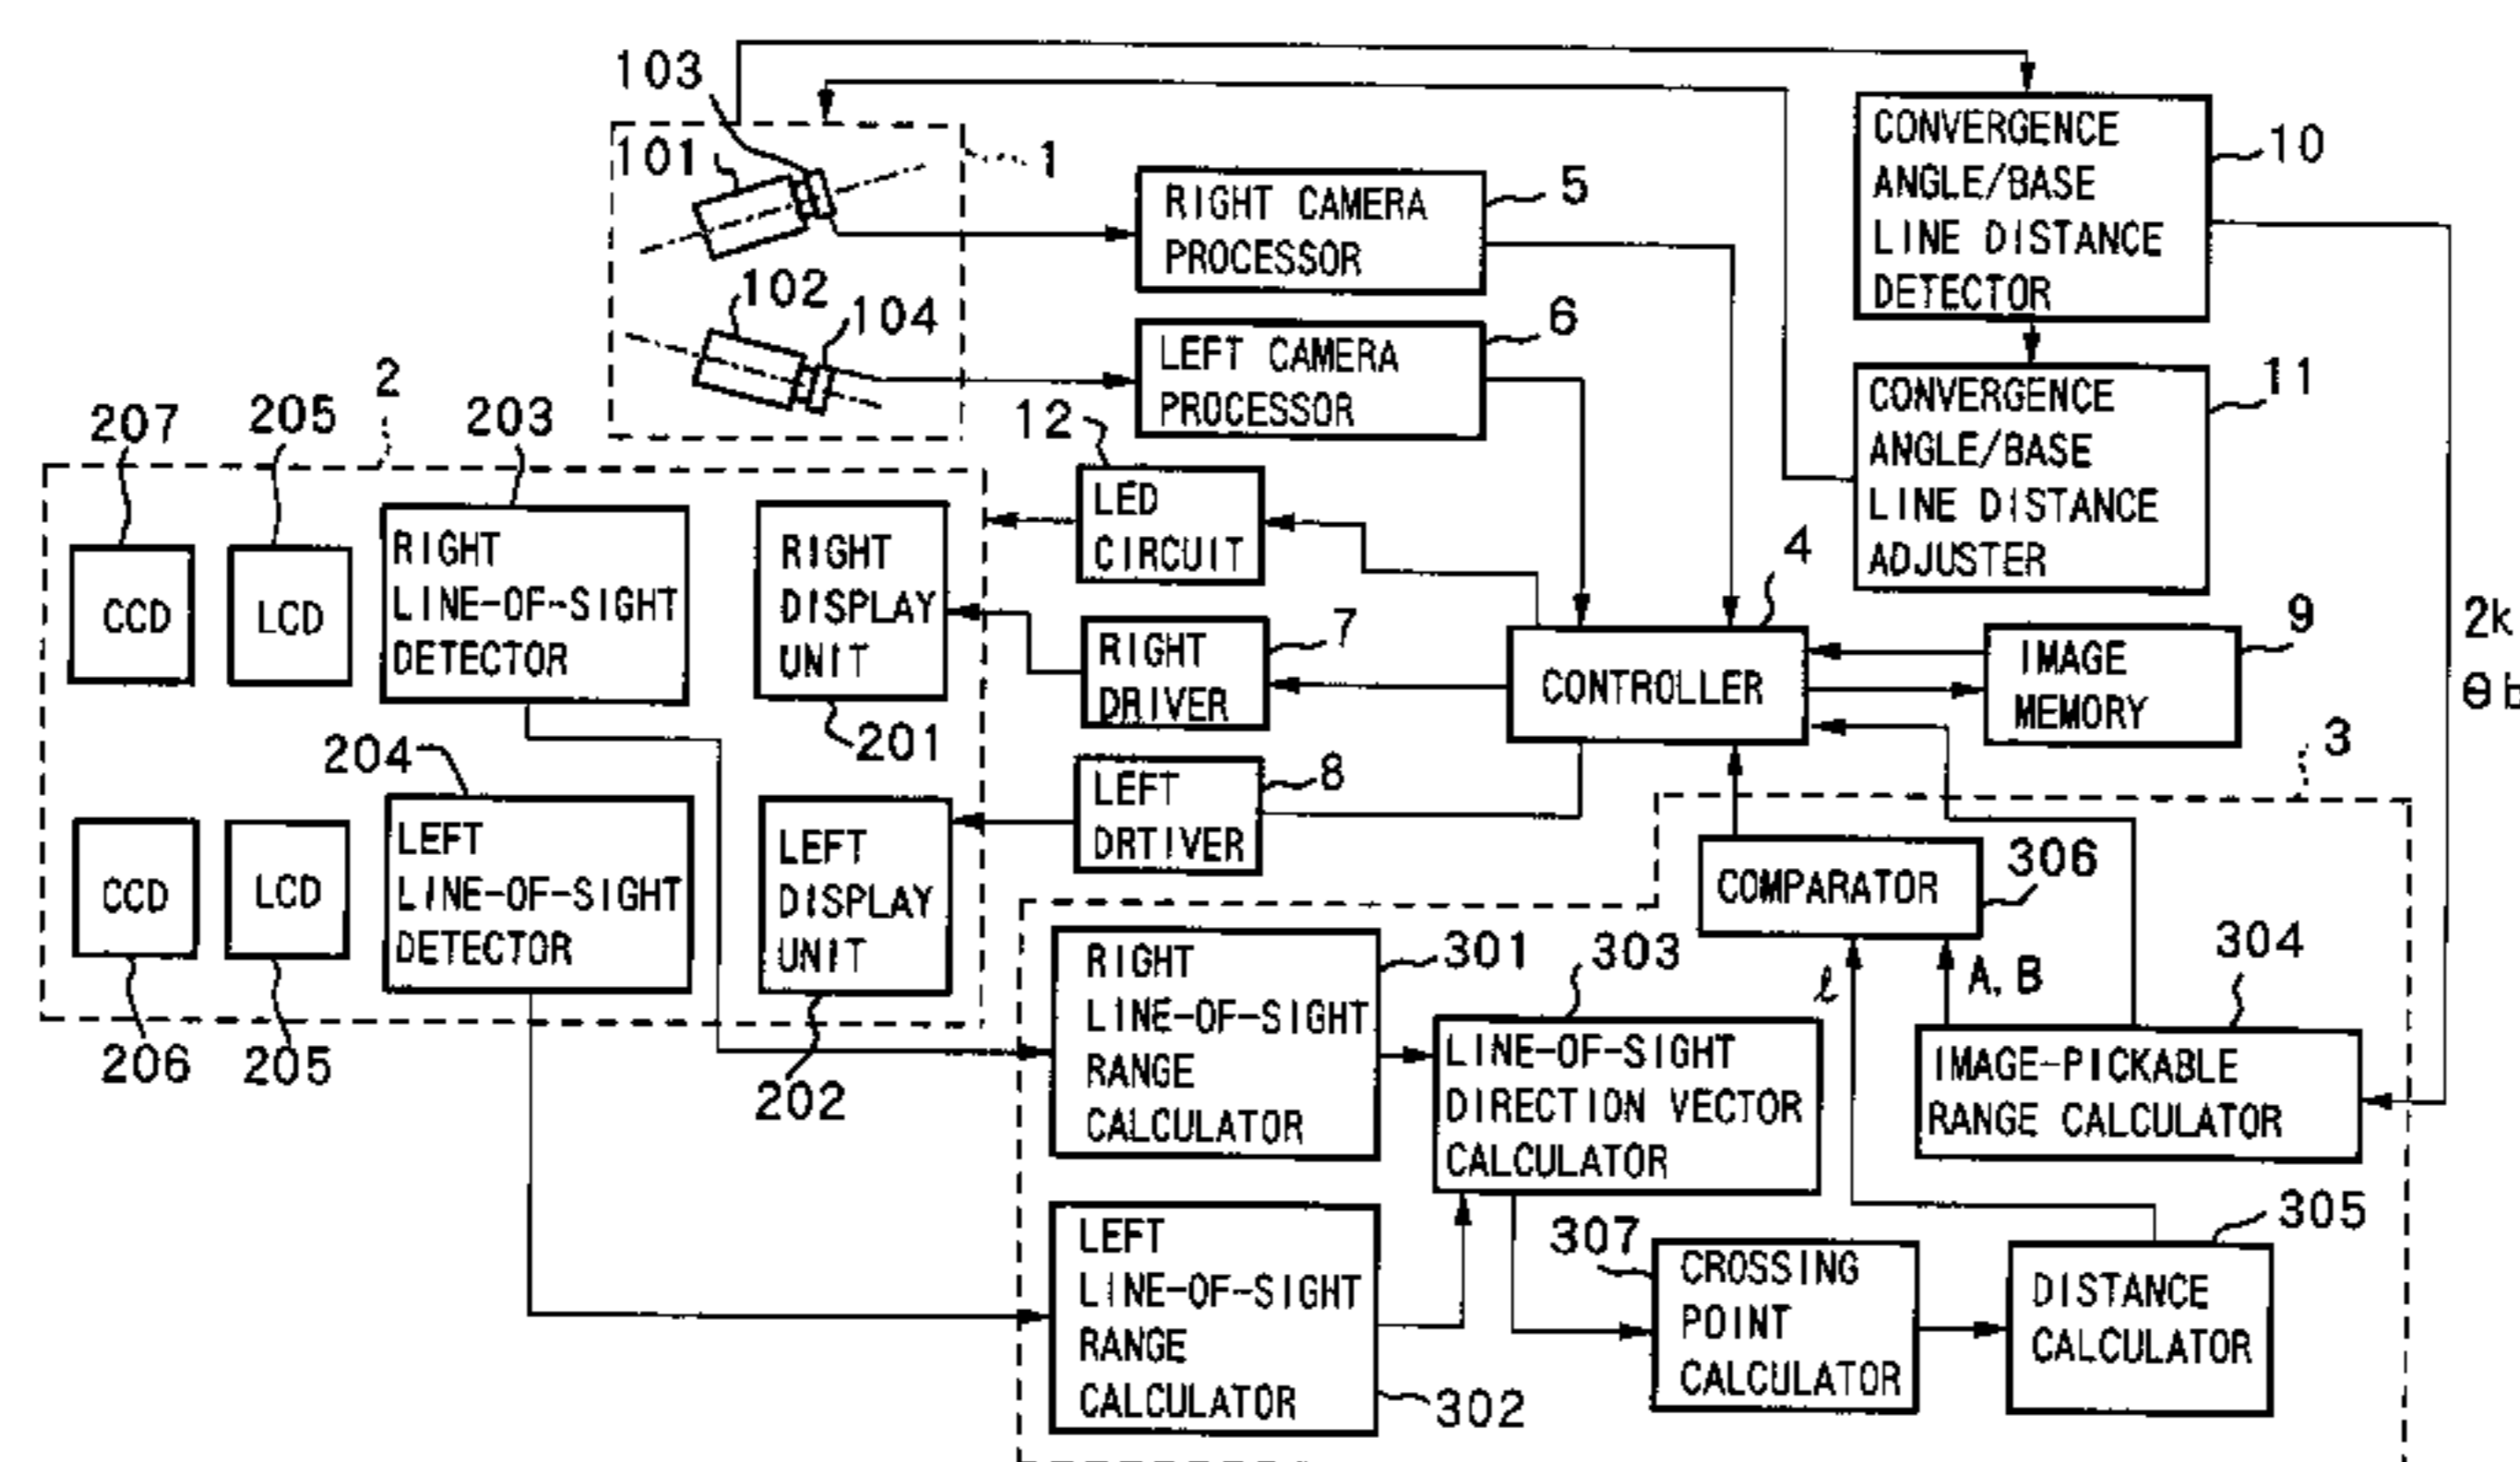 103
101
1
102
104
RIGHT CAMERA
PROCESSOR
5
LEFT CAMERA
PROCESSOR
6
CONVERGENCE
ANGLE/BASE
LINE DISTANCE
DETECTOR
10
CONVERGENCE
ANGLE/BASE
LINE DISTANCE
ADJUSTER
11
2
207
205
203
CCD
LCD
RIGHT
LINE-OF-SIGHT
DETECTOR
RIGHT
DISPLAY
UNIT
201
12
LED
CIRCUIT
RIGHT
DRIVER
7
CONTROLLER
4
IMAGE
MEMORY
9
2k
θb
3
204
CCD
LCD
LEFT
LINE-OF-SIGHT
DETECTOR
LEFT
DISPLAY
UNIT
206
205
202
LEFT
DRTIVER
8
COMPARATOR
306
RIGHT
LINE-OF-SIGHT
RANGE
CALCULATOR
301
303
LINE-OF-SIGHT
DIRECTION VECTOR
CALCULATOR
ℓ
A, B
304
IMAGE-PICKABLE
RANGE CALCULATOR
LEFT
LINE-OF-SIGHT
RANGE
CALCULATOR
302
307
CROSSING
POINT
CALCULATOR
305
DISTANCE
CALCULATOR